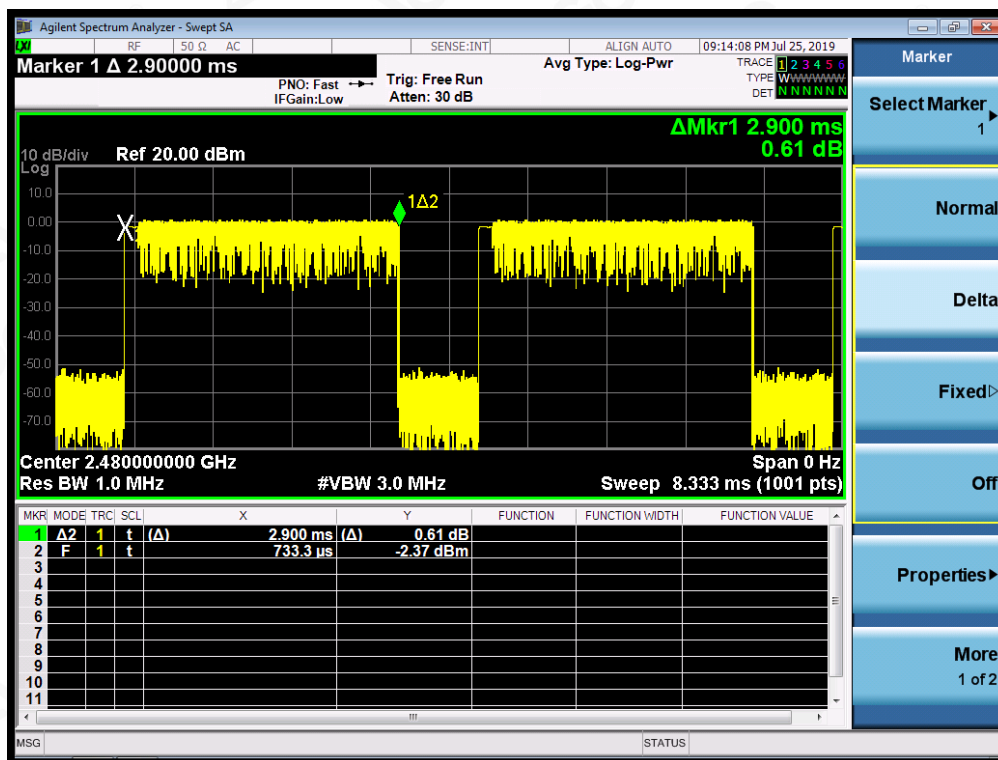 Agilent Spectrum Analyzer - Swept SA
LXI RF 50 Ω AC SENSE:INT ALIGN AUTO 09:14:08 PM Jul 25, 2019
Marker 1 Δ 2.90000 ms
PNO: Fast
IFGain:Low
Trig: Free Run
Atten: 30 dB
Avg Type: Log-Pwr
TRACE 1 2 3 4 5 6
TYPE WWWWWW
DET N N N N N N
ΔMkr1 2.900 ms
0.61 dB
10 dB/div Ref 20.00 dBm
Log
10.0
0.00
-10.0
-20.0
-30.0
-40.0
-50.0
-60.0
-70.0
X
1Δ2
Center 2.480000000 GHz Span 0 Hz
Res BW 1.0 MHz #VBW 3.0 MHz Sweep 8.333 ms (1001 pts)
MKR MODE TRC SCL X Y FUNCTION FUNCTION WIDTH FUNCTION VALUE
1 Δ2 1 t (Δ) 2.900 ms (Δ) 0.61 dB
2 F 1 t 733.3 µs -2.37 dBm
3
4
5
6
7
8
9
10
11
MSG STATUS
Marker
Select Marker
1
Normal
Delta
Fixed
Off
Properties
More
1 of 2